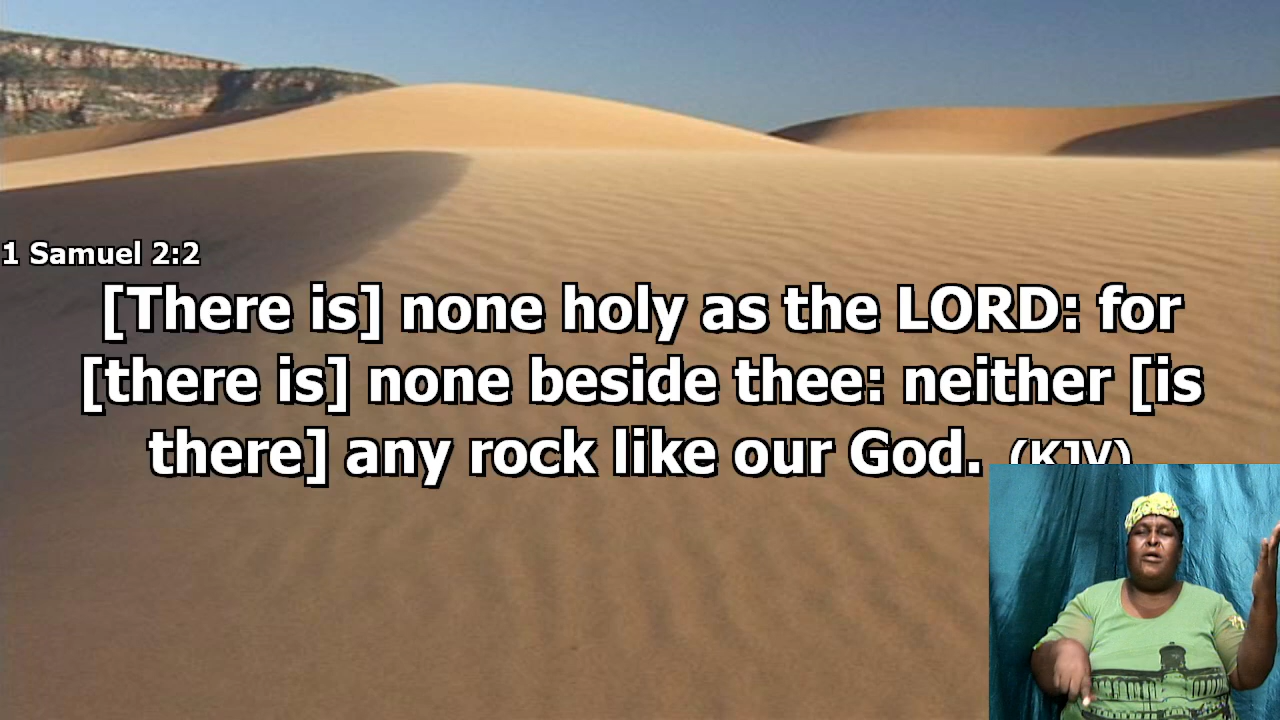 1 Samuel 2:2
[There is] none holy as the LORD: for
[there is] none beside thee: neither [is
there] any rock like our God. (KJV)